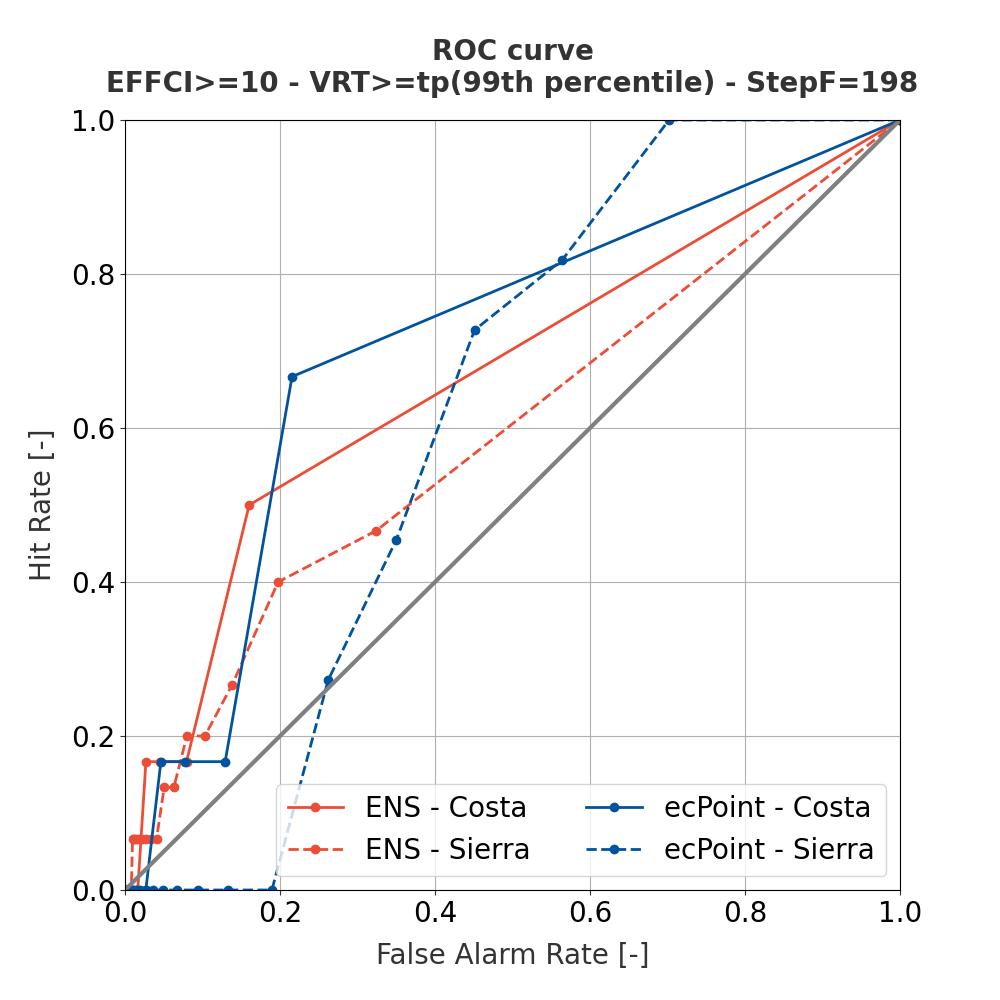 ROC curve
EFFCI>=10 - VRT>=tp(99th percentile) - StepF=198
1.0
0.8
0.6
0.4
0.2
0.0
Hit Rate [-]
ENS - Costa
ENS - Sierra
ecPoint - Costa
ecPoint - Sierra
0.0 0.2 0.4 0.6 0.8 1.0
False Alarm Rate [-]